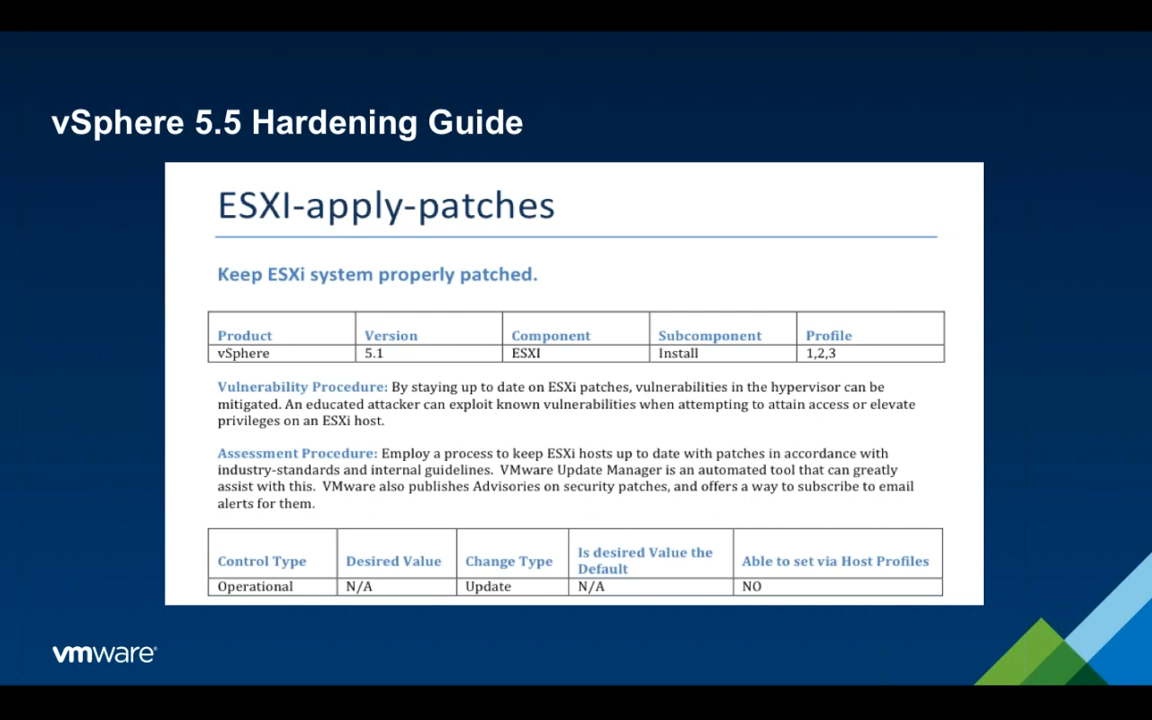 vSphere 5.5 Hardening Guide
ESXI-apply-patches
Keep ESXi system properly patched.
Product Version Component Subcomponent Profile
vSphere 5.1 ESXI Install 1,2,3
Vulnerability Procedure: By staying up to date on ESXi patches, vulnerabilities in the hypervisor can be
mitigated. An educated attacker can exploit known vulnerabilities when attempting to attain access or elevate
privileges on an ESXi host.
Assessment Procedure: Employ a process to keep ESXi hosts up to date with patches in accordance with
industry-standards and internal guidelines. VMware Update Manager is an automated tool that can greatly
assist with this. VMware also publishes Advisories on security patches, and offers a way to subscribe to email
alerts for them.
Control Type Desired Value Change Type Is desired Value the Default Able to set via Host Profiles
Operational N/A Update N/A NO
vmware®